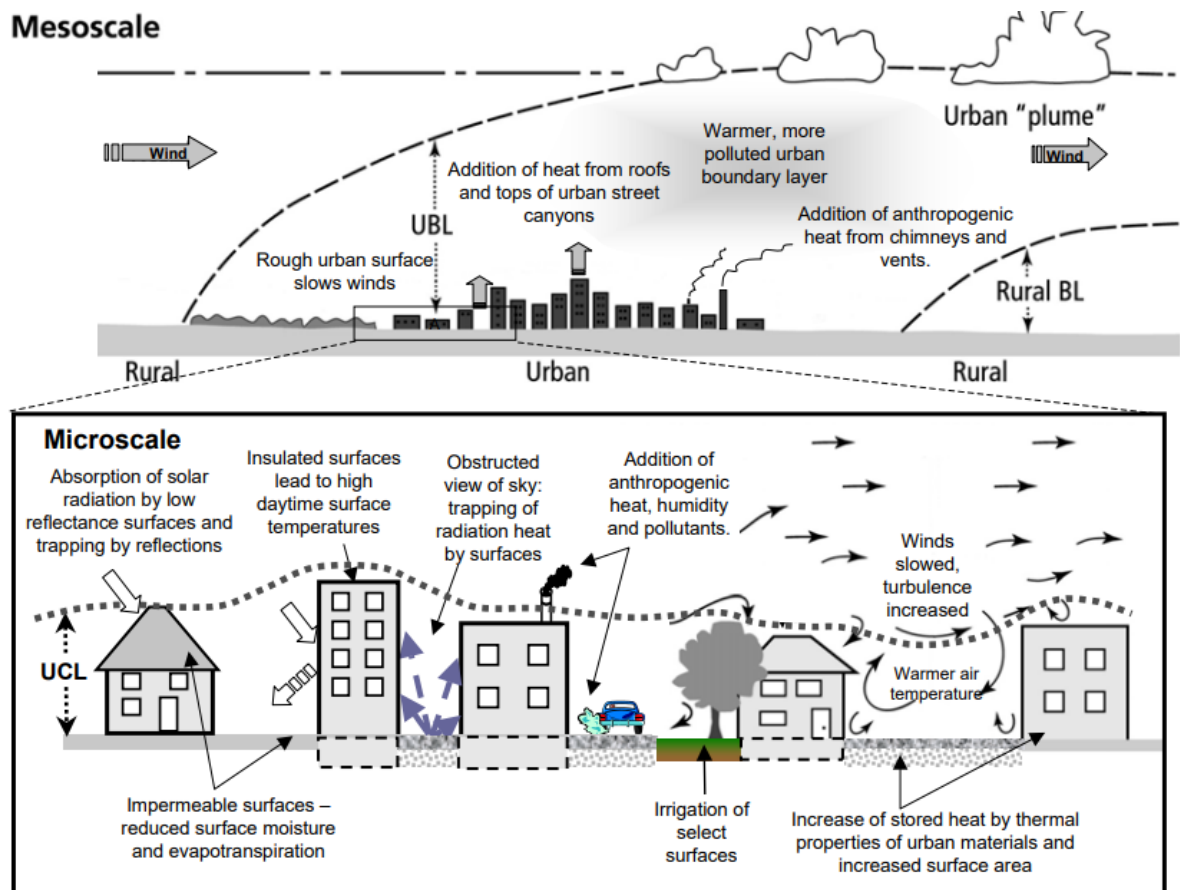 Mesoscale
Wind
Urban "plume"
Wind
Warmer, more
polluted urban
boundary layer
Addition of heat from roofs
and tops of urban street
canyons
UBL
Addition of anthropogenic
heat from chimneys and
vents.
Rough urban surface
slows winds
Rural BL
Rural
Urban
Rural
Microscale
Absorption of solar
radiation by low
reflectance surfaces and
trapping by reflections
Insulated surfaces
lead to high
daytime surface
temperatures
Obstructed
view of sky:
trapping of
radiation heat
by surfaces
Addition of
anthropogenic
heat, humidity
and pollutants.
Winds
slowed,
turbulence
increased
UCL
Warmer air
temperature
Impermeable surfaces –
reduced surface moisture
and evapotranspiration
Irrigation of
select
surfaces
Increase of stored heat by thermal
properties of urban materials and
increased surface area